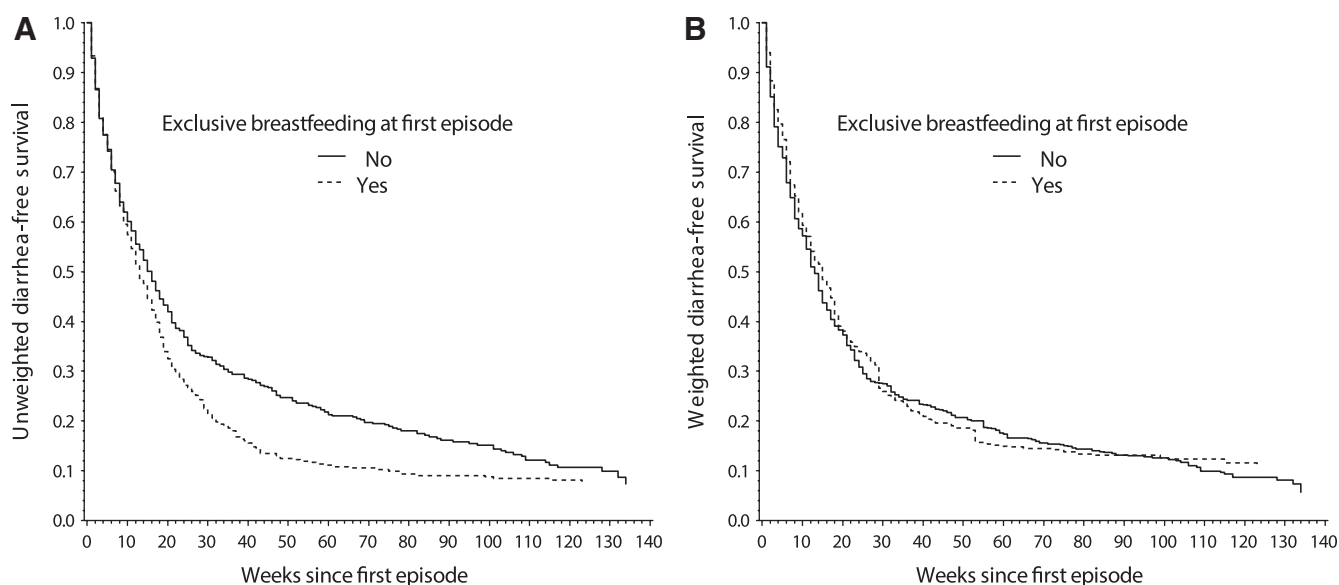 A
Unweighted diarrhea-free survival
1.0
0.9
0.8
0.7
0.6
0.5
0.4
0.3
0.2
0.1
0.0
Exclusive breastfeeding at first episode
No
Yes
0 10 20 30 40 50 60 70 80 90 100 110 120 130 140
Weeks since first episode
B
Weighted diarrhea-free survival
1.0
0.9
0.8
0.7
0.6
0.5
0.4
0.3
0.2
0.1
0.0
Exclusive breastfeeding at first episode
No
Yes
0 10 20 30 40 50 60 70 80 90 100 110 120 130 140
Weeks since first episode